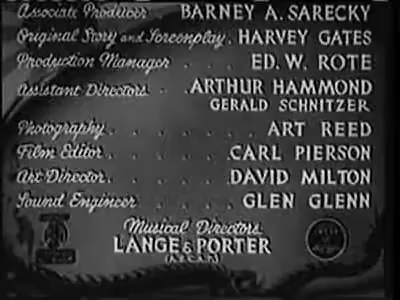 Associate Producer . . BARNEY A. SARECKY
Original Story and Screenplay . HARVEY GATES
Production Manager . . . ED. W. ROTE
Assistant Directors . . ARTHUR HAMMOND
GERALD SCHNITZER
Photography . . . . . . ART REED
Film Editor . . . . . . CARL PIERSON
Art Director . . . . . . DAVID MILTON
Sound Engineer . . . . GLEN GLENN
Musical Directors
LANGE & PORTER
(A.S.C.A.P.)